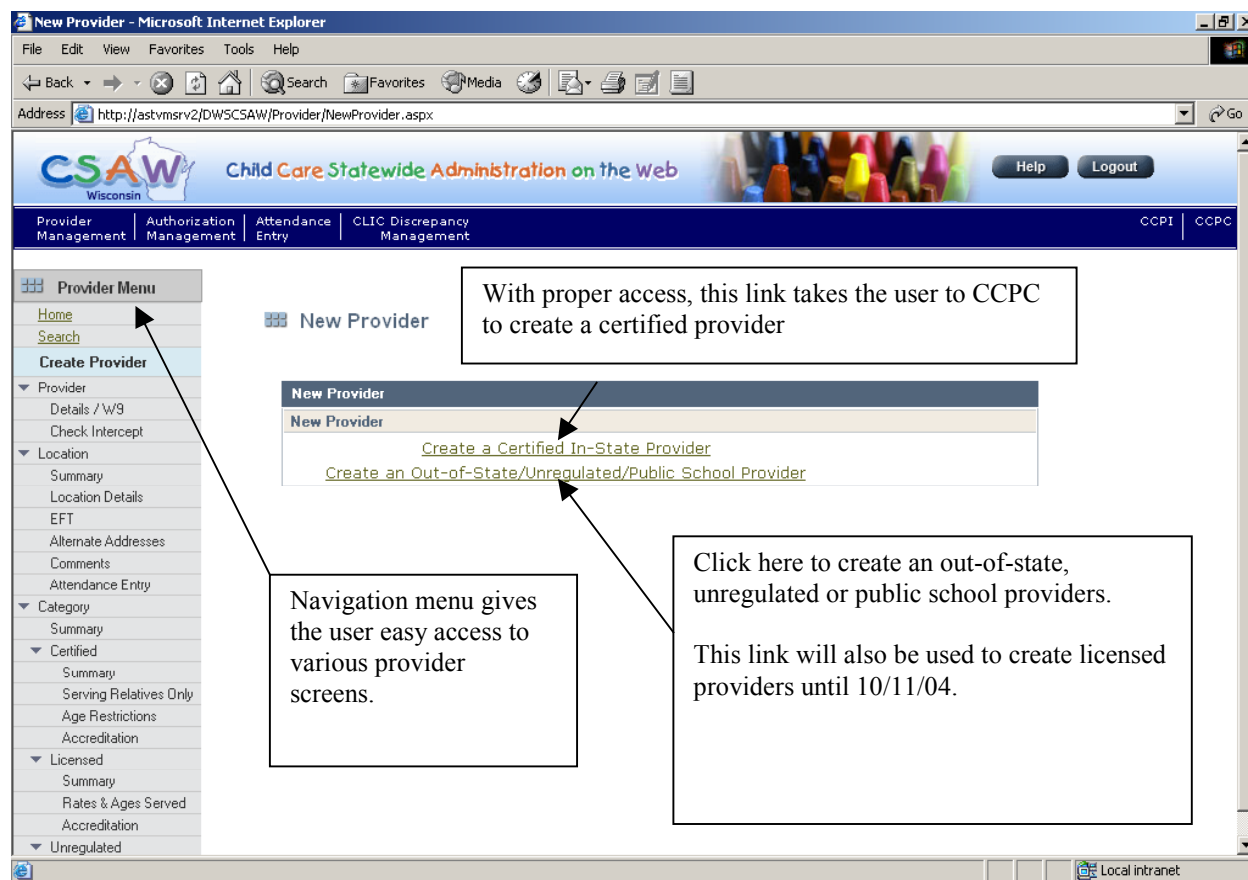 New Provider - Microsoft Internet Explorer
File Edit View Favorites Tools Help
Back Search Favorites Media
Address http://astvmsrv2/DWSCSAW/Provider/NewProvider.aspx Go
CSAW
Wisconsin
Child Care Statewide Administration on the Web
Help Logout
Provider Management
Authorization Management
Attendance Entry
CLIC Discrepancy Management
CCPI CCPC
Provider Menu
Home
Search
Create Provider
Provider
Details / W9
Check Intercept
Location
Summary
Location Details
EFT
Alternate Addresses
Comments
Attendance Entry
Category
Summary
Certified
Summary
Serving Relatives Only
Age Restrictions
Accreditation
Licensed
Summary
Rates & Ages Served
Accreditation
Unregulated
New Provider
With proper access, this link takes the user to CCPC
to create a certified provider
New Provider
New Provider
Create a Certified In-State Provider
Create an Out-of-State/Unregulated/Public School Provider
Navigation menu gives
the user easy access to
various provider
screens.
Click here to create an out-of-state,
unregulated or public school providers.
This link will also be used to create licensed
providers until 10/11/04.
Local intranet